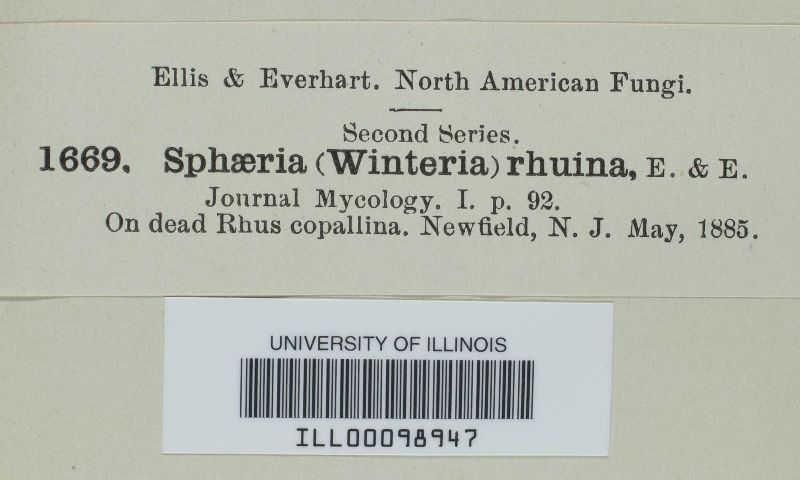 Ellis & Everhart. North American Fungi.
Second Series.
1669. Sphæria (Winteria) rhuina, E. & E.
Journal Mycology. I. p. 92.
On dead Rhus copallina. Newfield, N. J. May, 1885.
UNIVERSITY OF ILLINOIS
ILL00098947